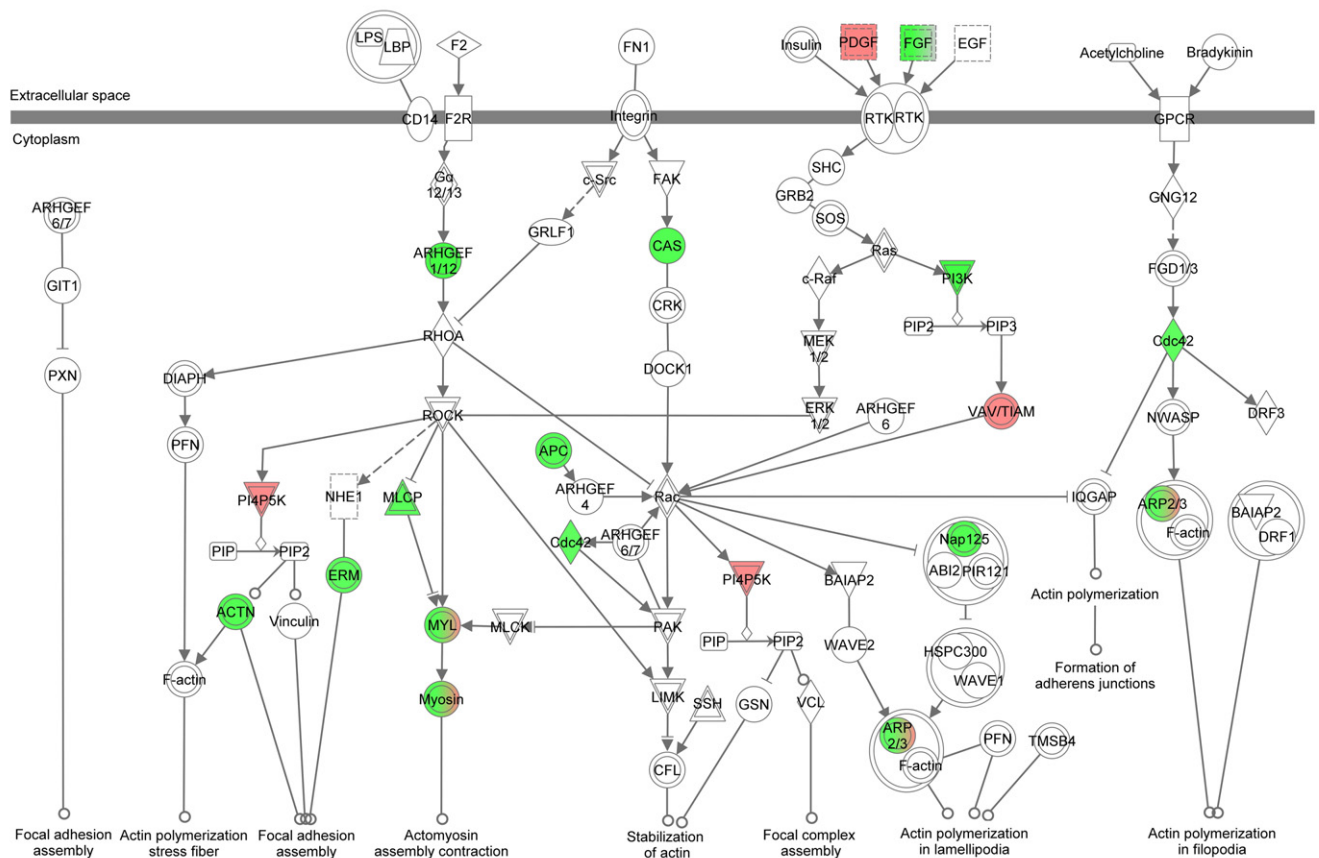 LPS
LBP
F2
FN1
Insulin
PDGF
FGF
EGF
Acetylcholine
Bradykinin
Extracellular space
CD14
F2R
Integrin
RTK
RTK
GPCR
Cytoplasm
Gα
12/13
c-Src
FAK
SHC
GRB2
SOS
GNG12
ARHGEF
6/7
GRLF1
ARHGEF
1/12
CAS
Ras
c-Raf
PI3K
FGD1/3
GIT1
CRK
RHOA
PIP2
PIP3
Cdc42
MEK
1/2
PXN
DIAPH
DOCK1
ROCK
ERK
1/2
ARHGEF
6
VAV/TIAM
NWASP
DRF3
PFN
APC
PI4P5K
NHE1
MLCP
ARHGEF
4
Rac
IQGAP
ARP2/3
F-actin
BAIAP2
DRF1
PIP
PIP2
ERM
Cdc42
ARHGEF
6/7
PI4P5K
BAIAP2
Nap125
ABI2
PIR121
Actin polymerization
ACTN
Vinculin
MYL
MLCK
PAK
PIP
PIP2
WAVE2
HSPC300
WAVE1
Formation of
adherens junctions
F-actin
Myosin
LIMK
SSH
GSN
VCL
ARP
2/3
F-actin
PFN
TMSB4
CFL
Focal adhesion
assembly
Actin polymerization
stress fiber
Focal adhesion
assembly
Actomyosin
assembly contraction
Stabilization
of actin
Focal complex
assembly
Actin polymerization
in lamellipodia
Actin polymerization
in filopodia